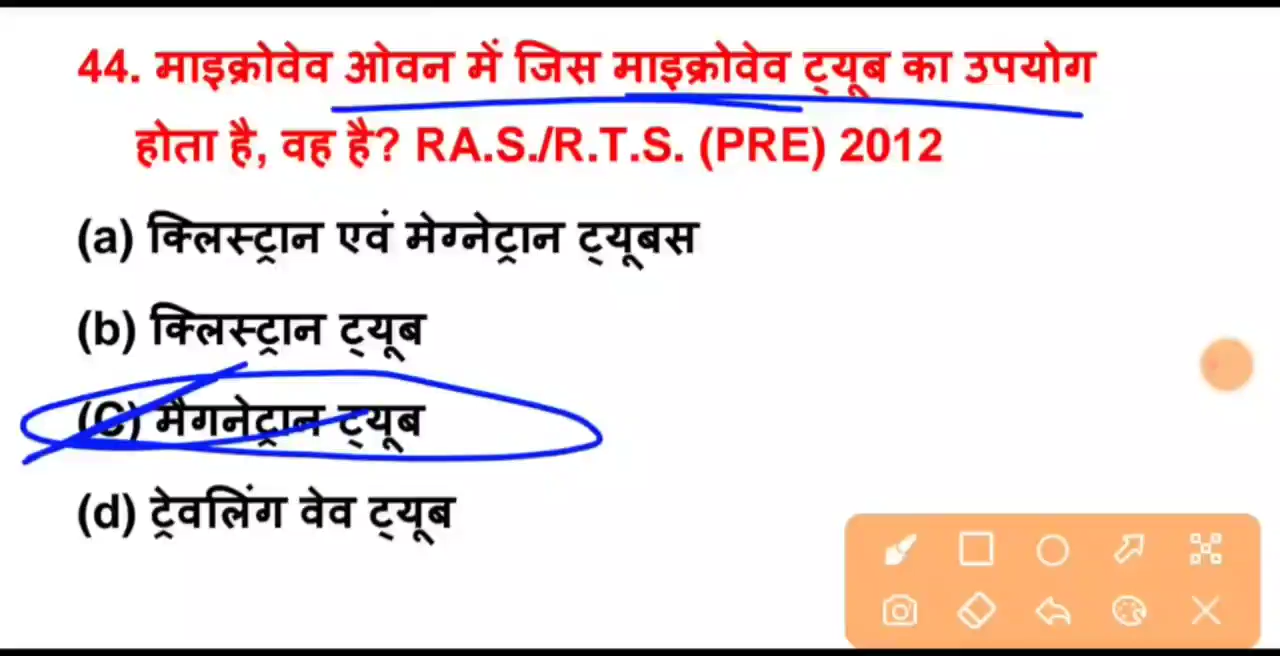 44. माइक्रोवेव ओवन में जिस माइक्रोवेव ट्यूब का उपयोग
होता है, वह है? RA.S./R.T.S. (PRE) 2012
(a) क्लिस्ट्रान एवं मेग्नेट्रान ट्यूबस
(b) क्लिस्ट्रान ट्यूब
(C) मैगनेट्रान ट्यूब
(d) ट्रेवलिंग वेव ट्यूब